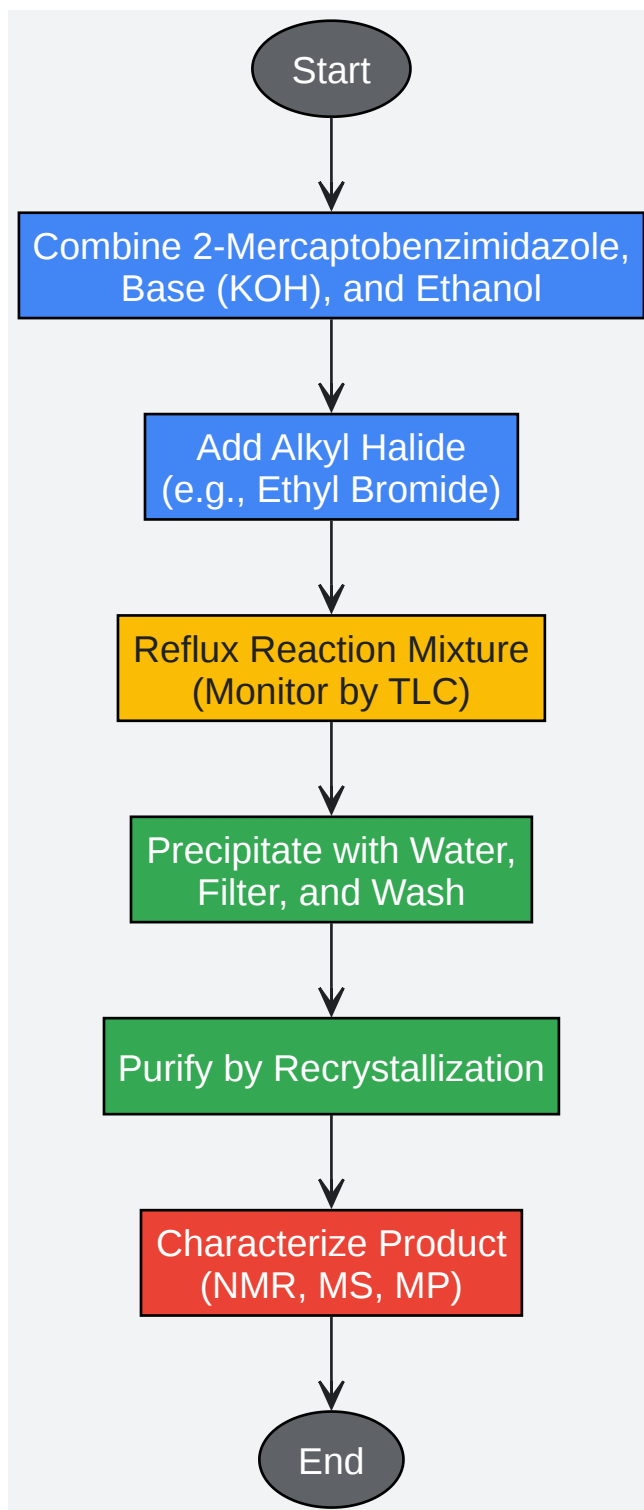 Start
Combine 2-Mercaptobenzimidazole,
Base (KOH), and Ethanol
Add Alkyl Halide
(e.g., Ethyl Bromide)
Reflux Reaction Mixture
(Monitor by TLC)
Precipitate with Water,
Filter, and Wash
Purify by Recrystallization
Characterize Product
(NMR, MS, MP)
End